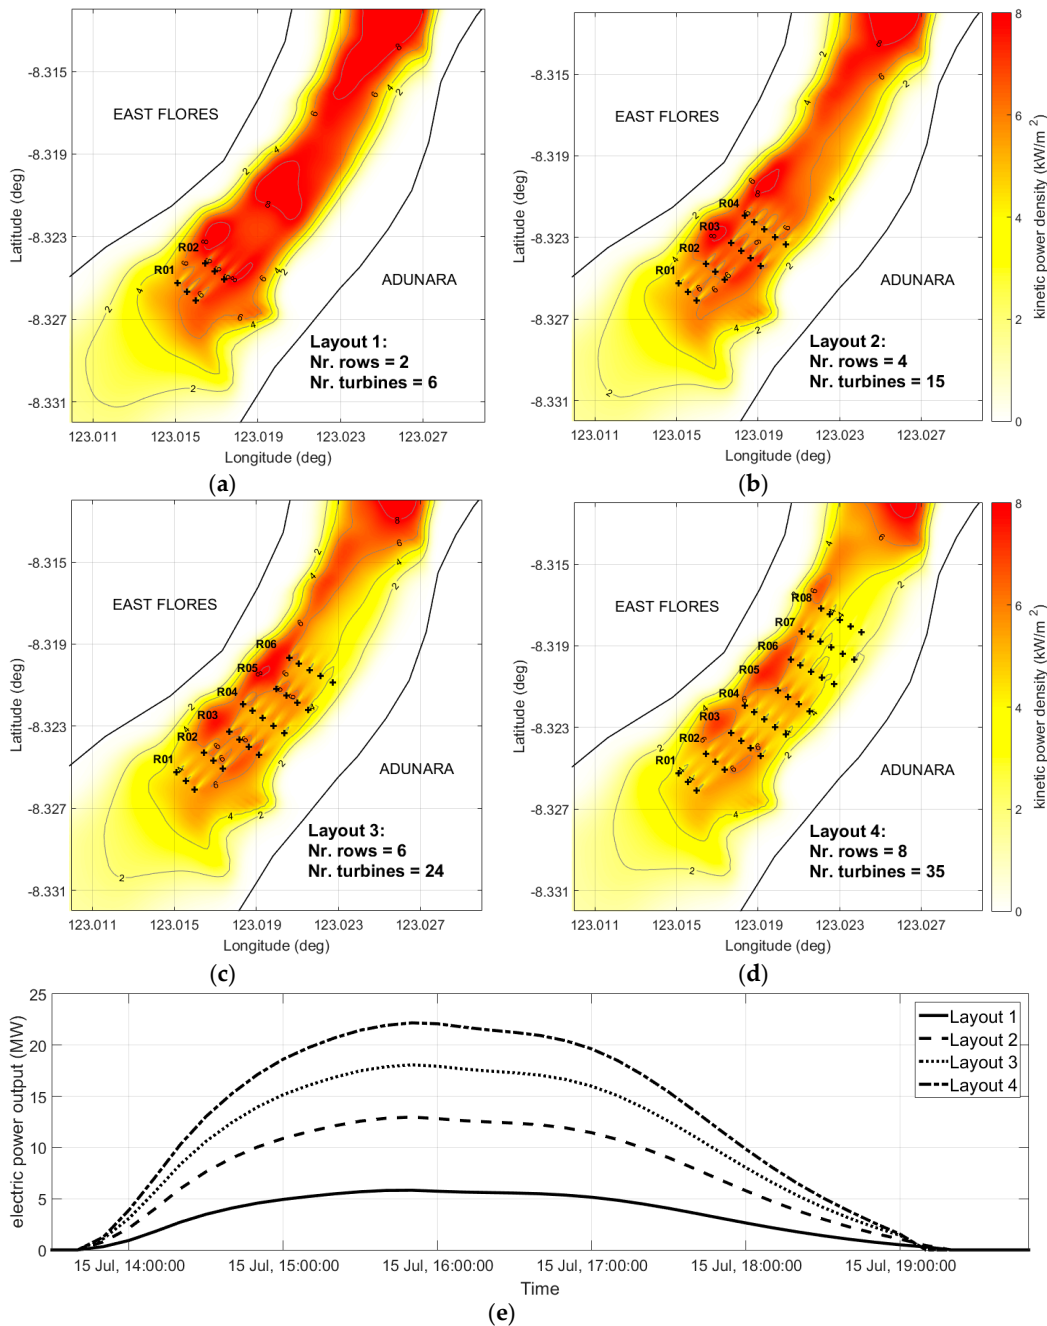 -8.315
-8.319
-8.323
-8.327
-8.331
Latitude (deg)
EAST FLORES
ADUNARA
R02
R01
Layout 1:
Nr. rows = 2
Nr. turbines = 6
123.011 123.015 123.019 123.023 123.027
Longitude (deg)
(a)
-8.315
-8.319
-8.323
-8.327
-8.331
Latitude (deg)
EAST FLORES
ADUNARA
R04
R03
R02
R01
Layout 2:
Nr. rows = 4
Nr. turbines = 15
123.011 123.015 123.019 123.023 123.027
Longitude (deg)
(b)
8
6
4
2
0
kinetic power density (kW/m 2)
-8.315
-8.319
-8.323
-8.327
-8.331
Latitude (deg)
EAST FLORES
ADUNARA
R06
R05
R04
R03
R02
R01
Layout 3:
Nr. rows = 6
Nr. turbines = 24
123.011 123.015 123.019 123.023 123.027
Longitude (deg)
(c)
-8.315
-8.319
-8.323
-8.327
-8.331
Latitude (deg)
EAST FLORES
ADUNARA
R08
R07
R06
R05
R04
R03
R02
R01
Layout 4:
Nr. rows = 8
Nr. turbines = 35
123.011 123.015 123.019 123.023 123.027
Longitude (deg)
(d)
8
6
4
2
0
kinetic power density (kW/m 2)
25
20
15
10
5
0
electric power output (MW)
Layout 1
Layout 2
Layout 3
Layout 4
15 Jul, 14:00:00 15 Jul, 15:00:00 15 Jul, 16:00:00 15 Jul, 17:00:00 15 Jul, 18:00:00 15 Jul, 19:00:00
Time
(e)